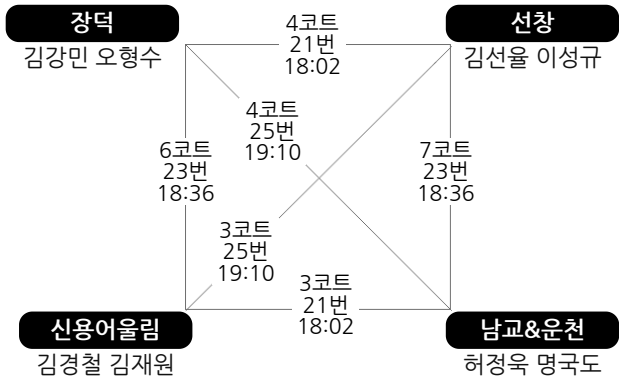 장덕
김강민 오형수
4코트
21번
18:02
선창
김선율 이성규
4코트
25번
19:10
6코트
23번
18:36
7코트
23번
18:36
3코트
25번
19:10
3코트
21번
18:02
신용어울림
김경철 김재원
남교&운천
허정욱 명국도